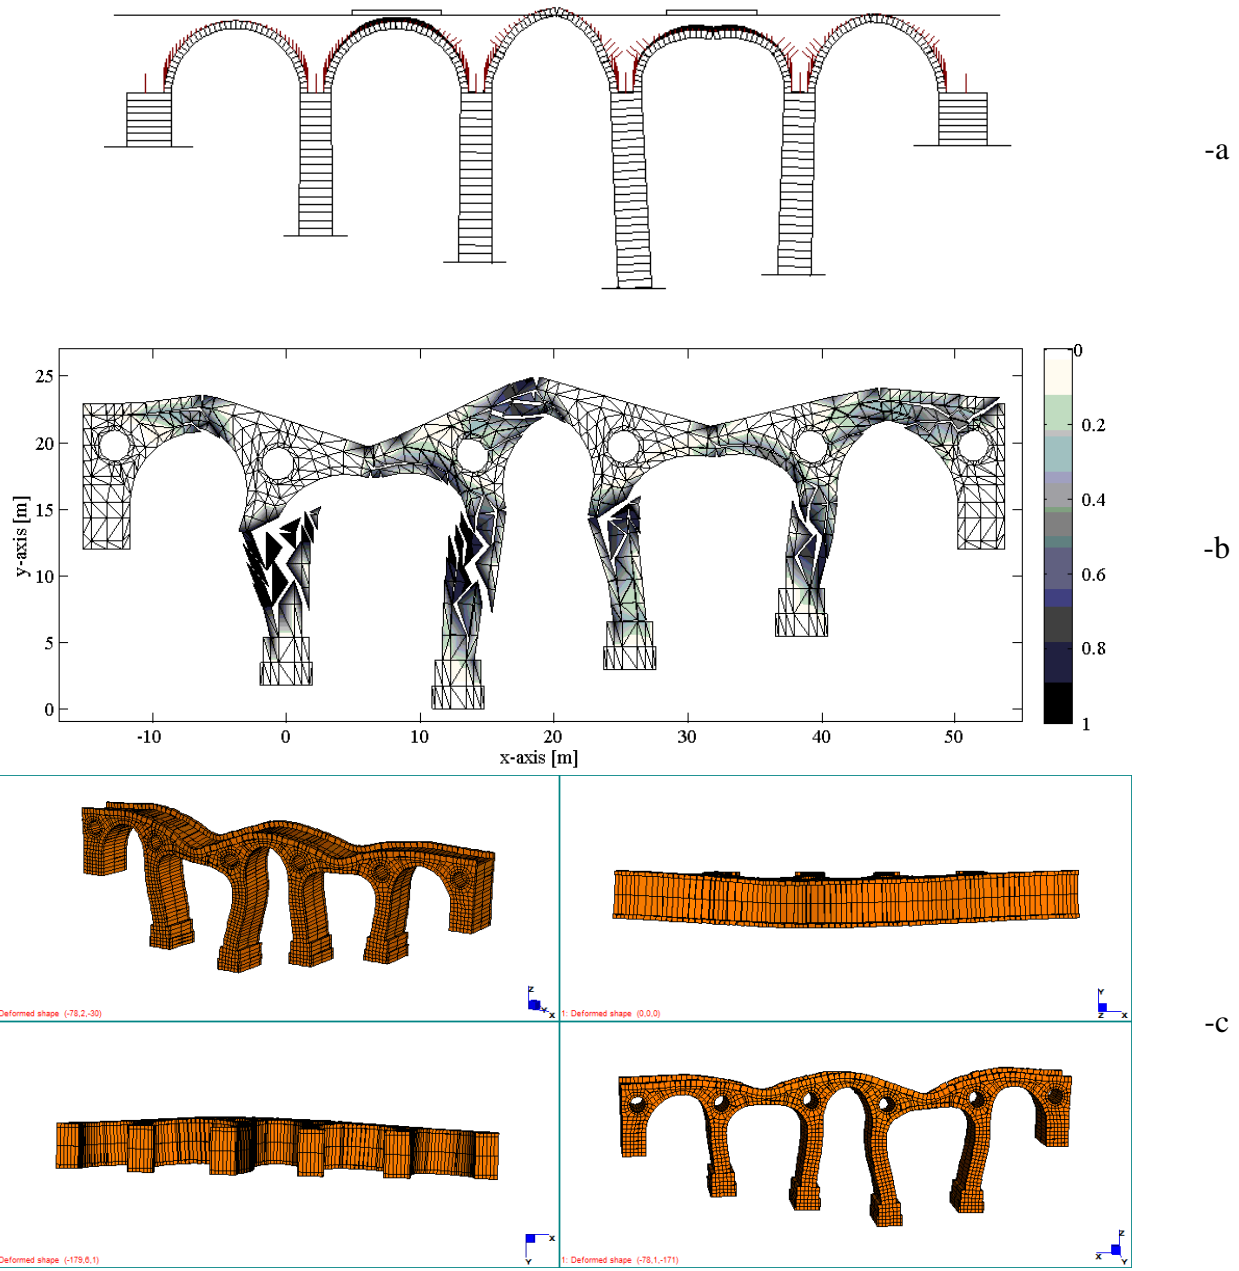 -a
25
20
15
10
5
0
y-axis [m]
-10 0 10 20 30 40 50
x-axis [m]
0
0.2
0.4
0.6
0.8
1
-b
Z
Y
X
Deformed shape (-78,2,-30)
Y
Z X
1: Deformed shape (0,0,0)
-c
X
Y
Deformed shape (-179,6,1)
Z
X Y
1: Deformed shape (-78,1,-171)